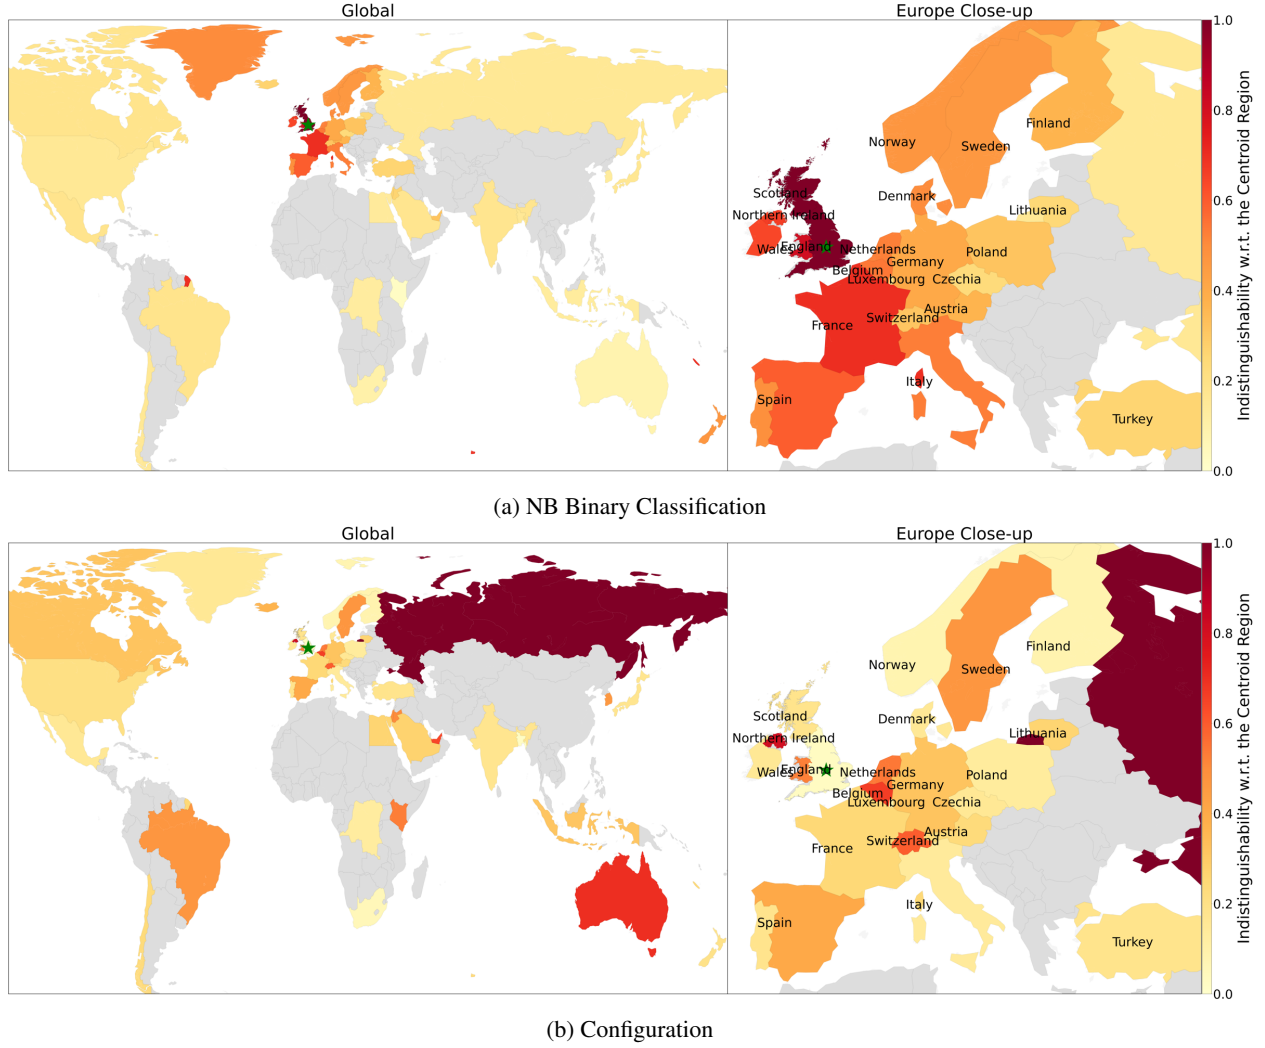 Global
Europe Close-up
Norway
Finland
Sweden
Scotland
Denmark
Northern Ireland
Lithuania
Wales
England
Netherlands
Poland
Germany
Belgium
Luxembourg
Czechia
Austria
Switzerland
France
Italy
Spain
Turkey
1.0
0.8
0.6
0.4
0.2
0.0
Indistinguishability w.r.t. the Centroid Region
(a) NB Binary Classification
Global
Europe Close-up
Norway
Finland
Sweden
Scotland
Denmark
Northern Ireland
Lithuania
Wales
England
Netherlands
Poland
Germany
Belgium
Luxembourg
Czechia
Austria
Switzerland
France
Italy
Spain
Turkey
1.0
0.8
0.6
0.4
0.2
0.0
Indistinguishability w.r.t. the Centroid Region
(b) Configuration